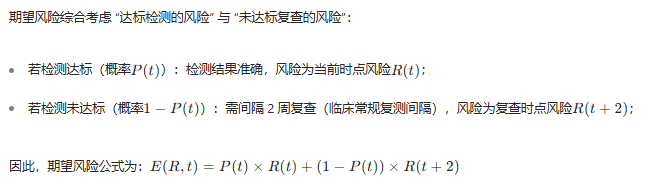 期望风险综合考虑 “达标检测的风险” 与 “未达标复查的风险”：
若检测达标（概率P(t)）：检测结果准确，风险为当前时点风险R(t)；
若检测未达标（概率1 − P(t)）：需间隔 2 周复查（临床常规复测间隔），风险为复查时点风险R(t + 2)；
因此，期望风险公式为：E(R, t) = P(t) × R(t) + (1 − P(t)) × R(t + 2)